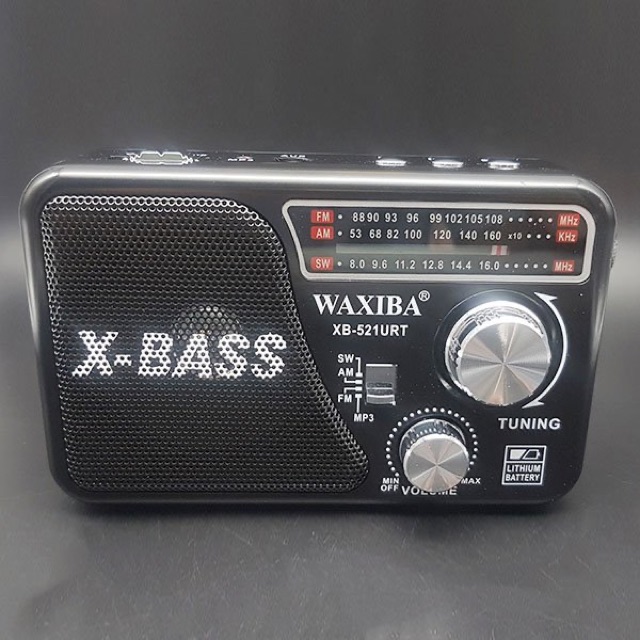 MP3 AUX
FM 88 90 93 96 99 102 105 108 MHz
AM 53 68 82 100 120 140 160 x10 KHz
SW 8.0 9.6 11.2 12.8 14.4 16.0 MHz
WAXIBA®
XB-521URT
X-BASS
SW
AM
FM
MP3
TUNING
LITHIUM
BATTERY
MIN MAX
OFF VOLUME